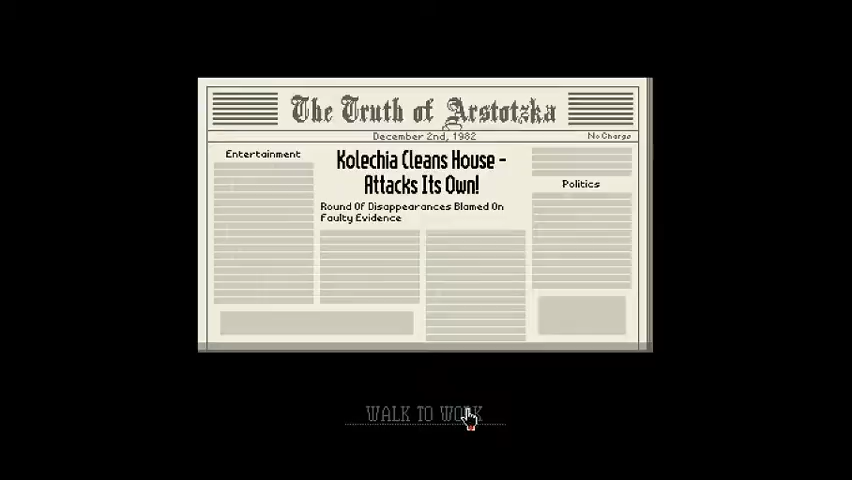 The Truth of Arstotzka
December 2nd, 1982
No Charge
Entertainment
Kolechia Cleans House -
Attacks Its Own!
Round Of Disappearances Blamed On
Faulty Evidence
Politics
WALK TO WORK